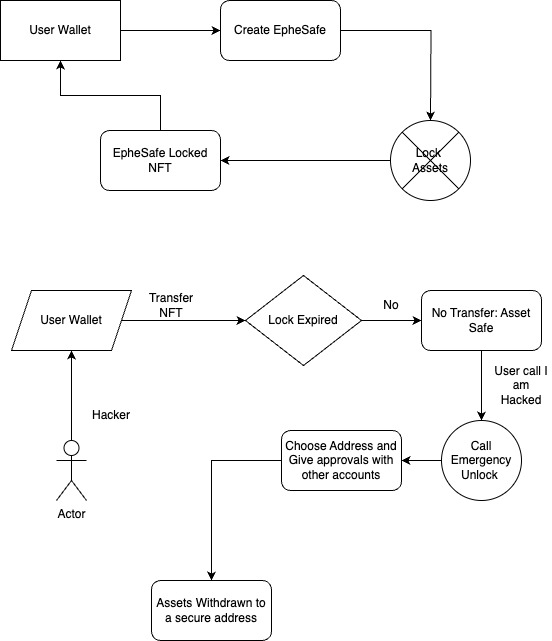 User Wallet
Create EpheSafe
Lock
Assets
EpheSafe Locked
NFT
User Wallet
Transfer
NFT
Lock Expired
No
No Transfer: Asset
Safe
User call I
am
Hacked
Hacker
Actor
Choose Address and
Give approvals with
other accounts
Call
Emergency
Unlock
Assets Withdrawn to
a secure address